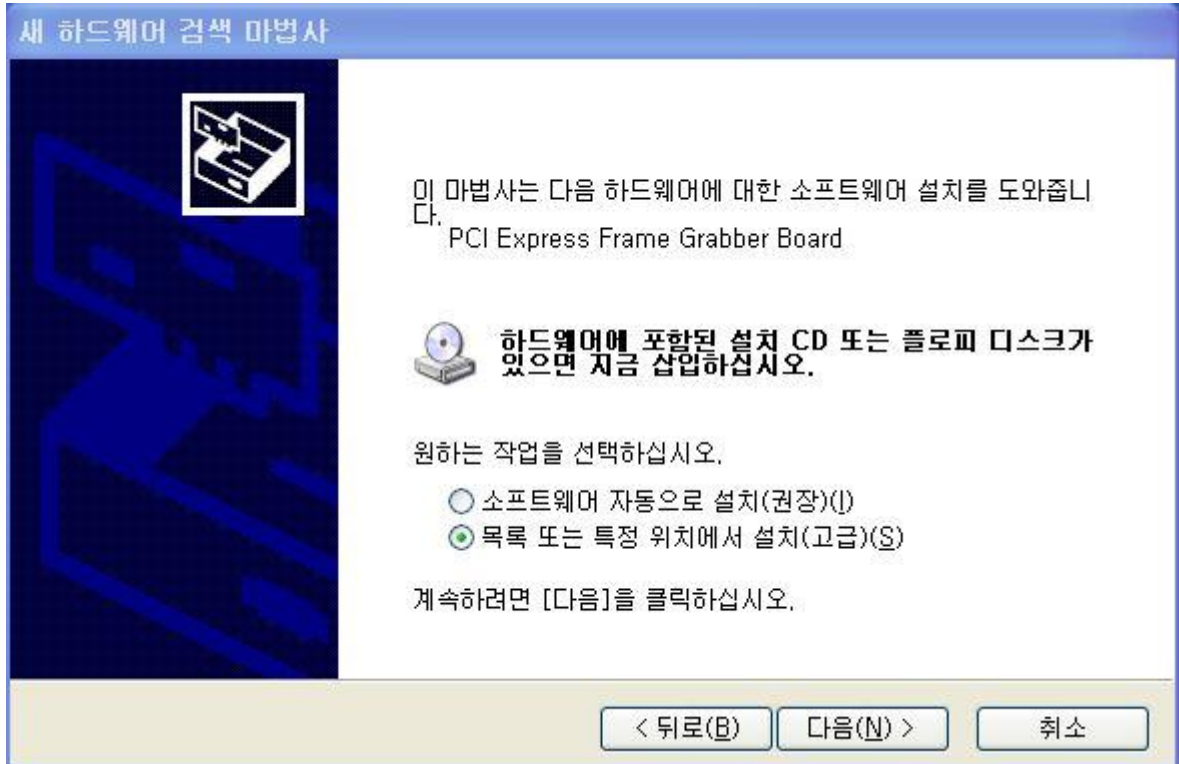 새 하드웨어 검색 마법사
이 마법사는 다음 하드웨어에 대한 소프트웨어 설치를 도와줍니
다.
PCI Express Frame Grabber Board
하드웨어에 포함된 설치 CD 또는 플로피 디스크가
있으면 지금 삽입하십시오.
원하는 작업을 선택하십시오.
소프트웨어 자동으로 설치(권장)(I)
목록 또는 특정 위치에서 설치(고급)(S)
계속하려면 [다음]을 클릭하십시오.
< 뒤로(B) 다음(N) > 취소